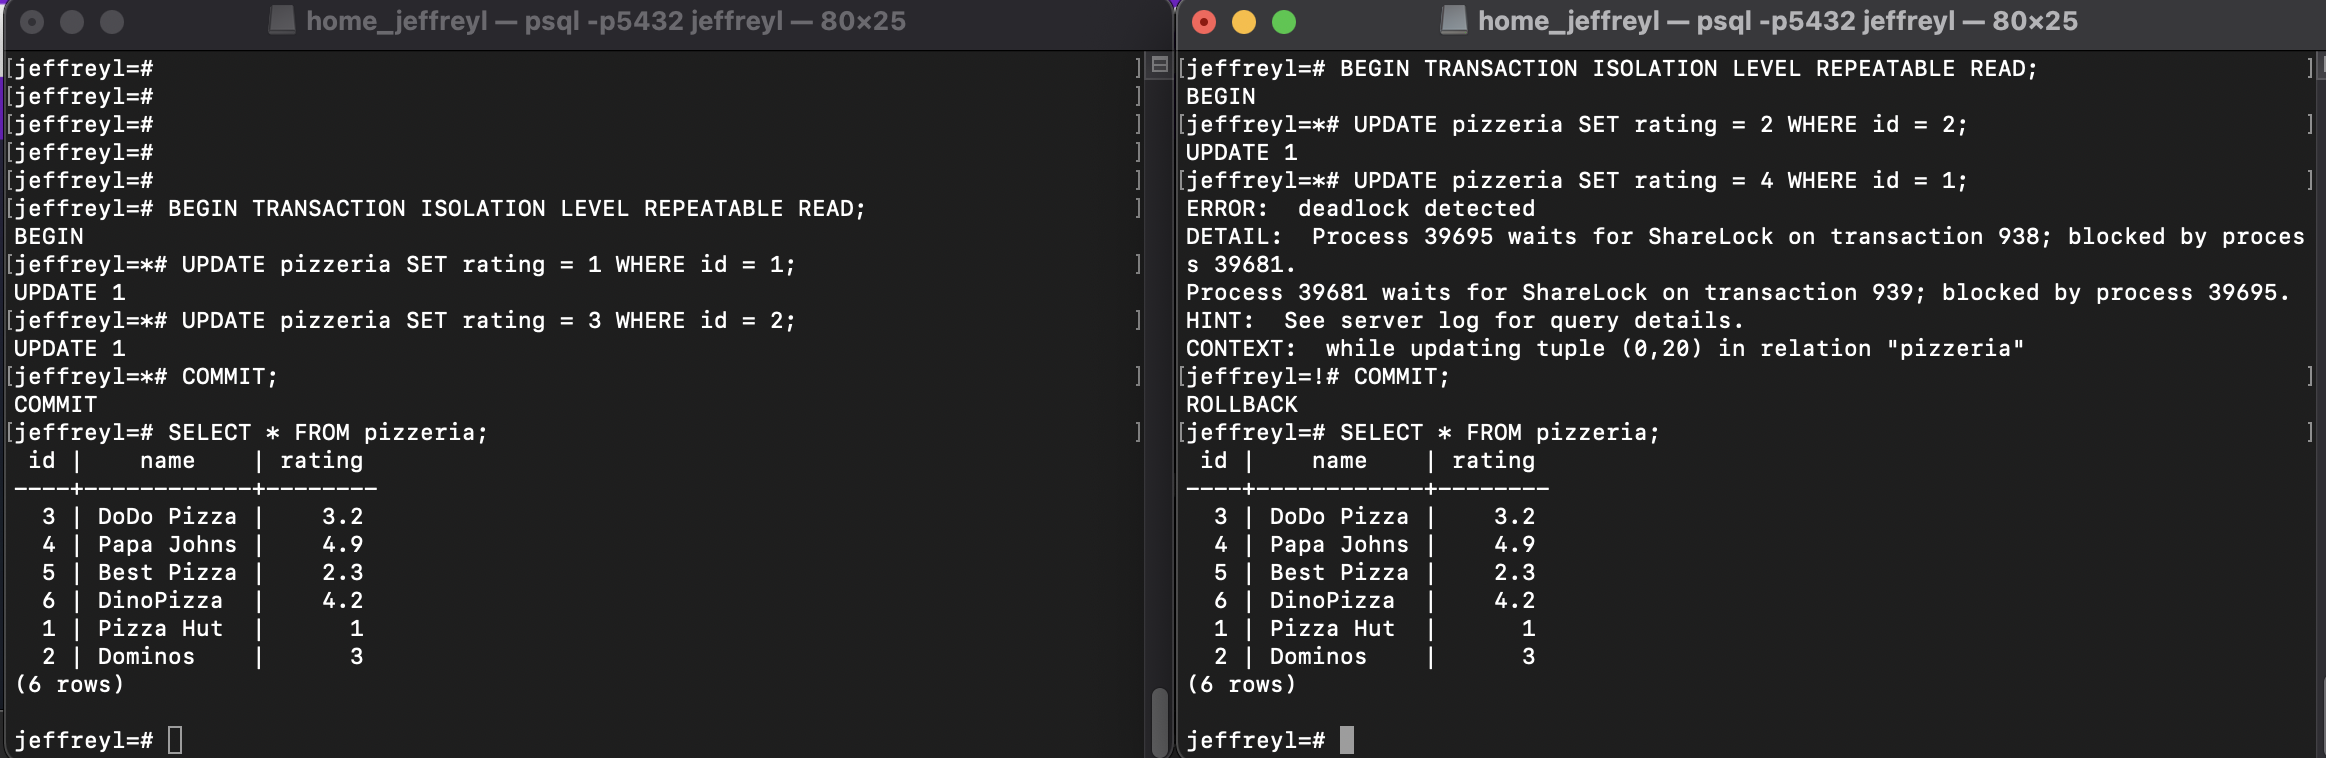 home_jeffreyl — psql -p5432 jeffreyl — 80×25
[jeffreyl=# ]
[jeffreyl=# ]
[jeffreyl=# ]
[jeffreyl=# ]
[jeffreyl=# ]
[jeffreyl=# BEGIN TRANSACTION ISOLATION LEVEL REPEATABLE READ; ]
BEGIN
[jeffreyl=*# UPDATE pizzeria SET rating = 1 WHERE id = 1; ]
UPDATE 1
[jeffreyl=*# UPDATE pizzeria SET rating = 3 WHERE id = 2; ]
UPDATE 1
[jeffreyl=*# COMMIT; ]
COMMIT
[jeffreyl=# SELECT * FROM pizzeria; ]
 id |    name    | rating
----+------------+--------
  3 | DoDo Pizza |    3.2
  4 | Papa Johns |    4.9
  5 | Best Pizza |    2.3
  6 | DinoPizza  |    4.2
  1 | Pizza Hut  |      1
  2 | Dominos    |      3
(6 rows)
jeffreyl=#
home_jeffreyl — psql -p5432 jeffreyl — 80×25
[jeffreyl=# BEGIN TRANSACTION ISOLATION LEVEL REPEATABLE READ; ]
BEGIN
[jeffreyl=*# UPDATE pizzeria SET rating = 2 WHERE id = 2; ]
UPDATE 1
[jeffreyl=*# UPDATE pizzeria SET rating = 4 WHERE id = 1; ]
ERROR:  deadlock detected
DETAIL:  Process 39695 waits for ShareLock on transaction 938; blocked by proces
s 39681.
Process 39681 waits for ShareLock on transaction 939; blocked by process 39695.
HINT:  See server log for query details.
CONTEXT:  while updating tuple (0,20) in relation "pizzeria"
[jeffreyl=!# COMMIT; ]
ROLLBACK
[jeffreyl=# SELECT * FROM pizzeria; ]
 id |    name    | rating
----+------------+--------
  3 | DoDo Pizza |    3.2
  4 | Papa Johns |    4.9
  5 | Best Pizza |    2.3
  6 | DinoPizza  |    4.2
  1 | Pizza Hut  |      1
  2 | Dominos    |      3
(6 rows)
jeffreyl=#